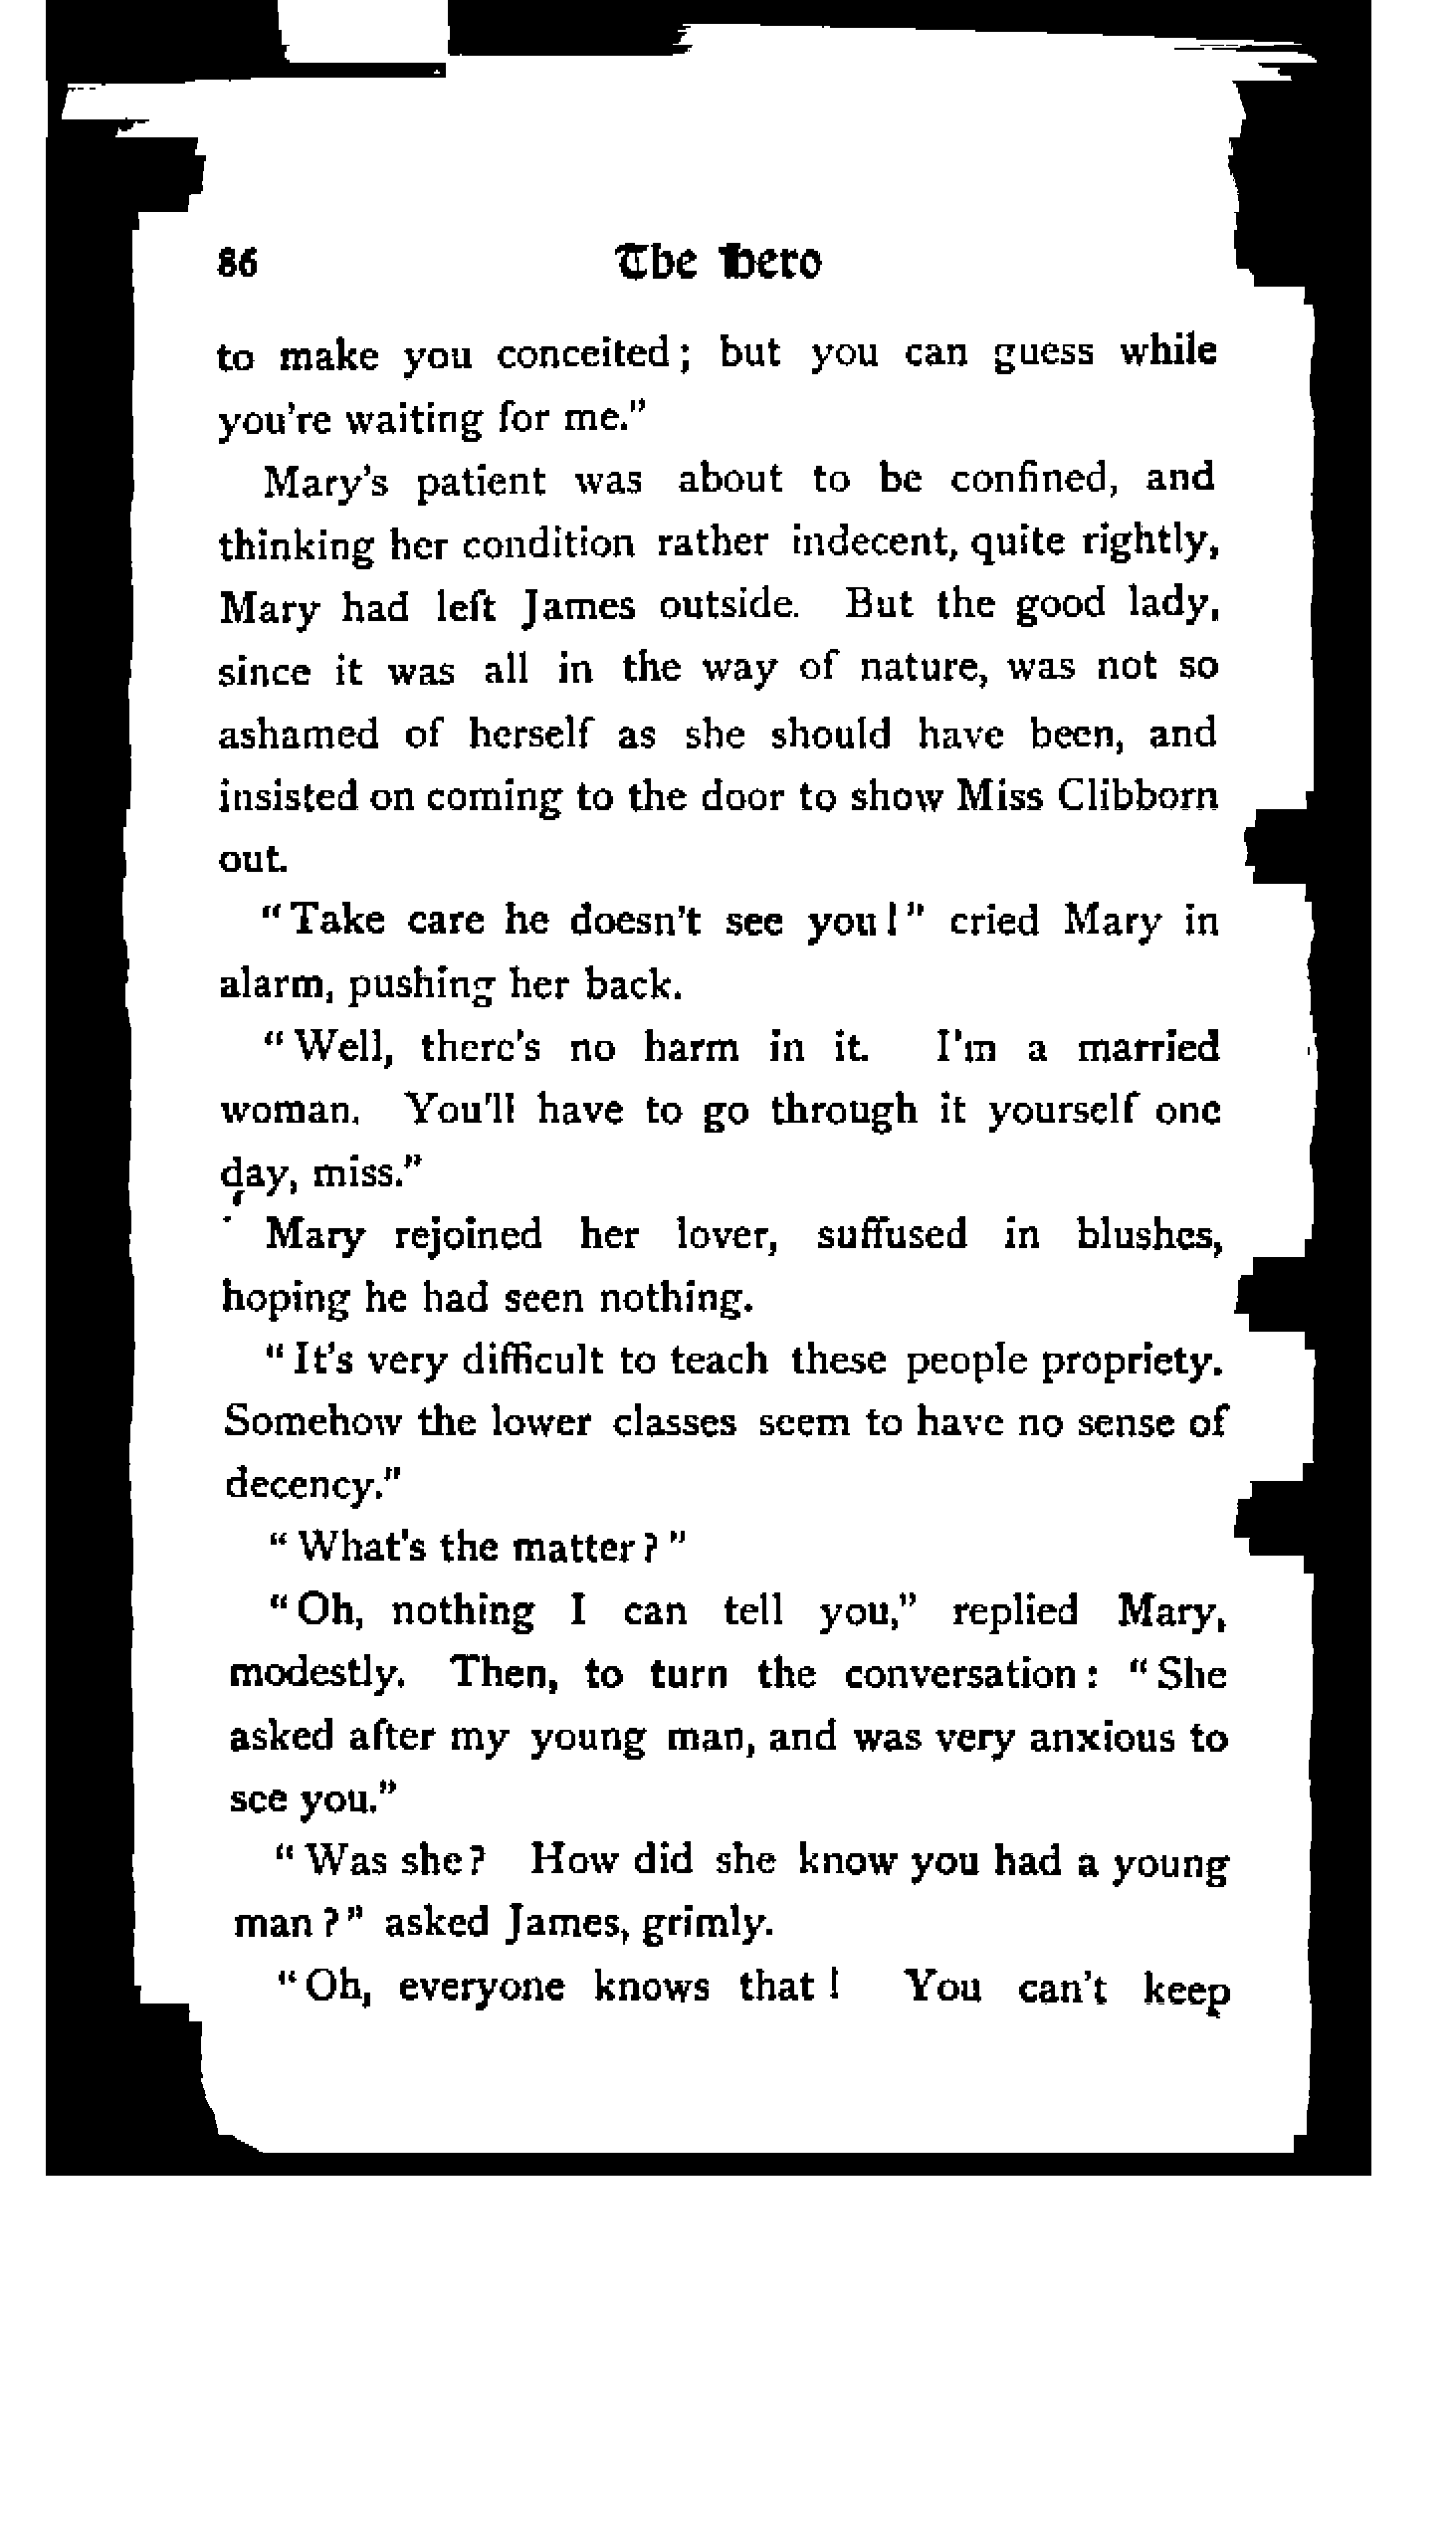 86 The Hero
to make you conceited; but you can guess while
you're waiting for me."
Mary's patient was about to be confined, and
thinking her condition rather indecent, quite rightly,
Mary had left James outside. But the good lady,
since it was all in the way of nature, was not so
ashamed of herself as she should have been, and
insisted on coming to the door to show Miss Clibborn
out.
"Take care he doesn't see you!" cried Mary in
alarm, pushing her back.
"Well, there's no harm in it. I'm a married
woman. You'll have to go through it yourself one
day, miss."
Mary rejoined her lover, suffused in blushes,
hoping he had seen nothing.
"It's very difficult to teach these people propriety.
Somehow the lower classes seem to have no sense of
decency."
"What's the matter?"
"Oh, nothing I can tell you," replied Mary,
modestly. Then, to turn the conversation: "She
asked after my young man, and was very anxious to
see you."
"Was she? How did she know you had a young
man?" asked James, grimly.
"Oh, everyone knows that! You can't keep